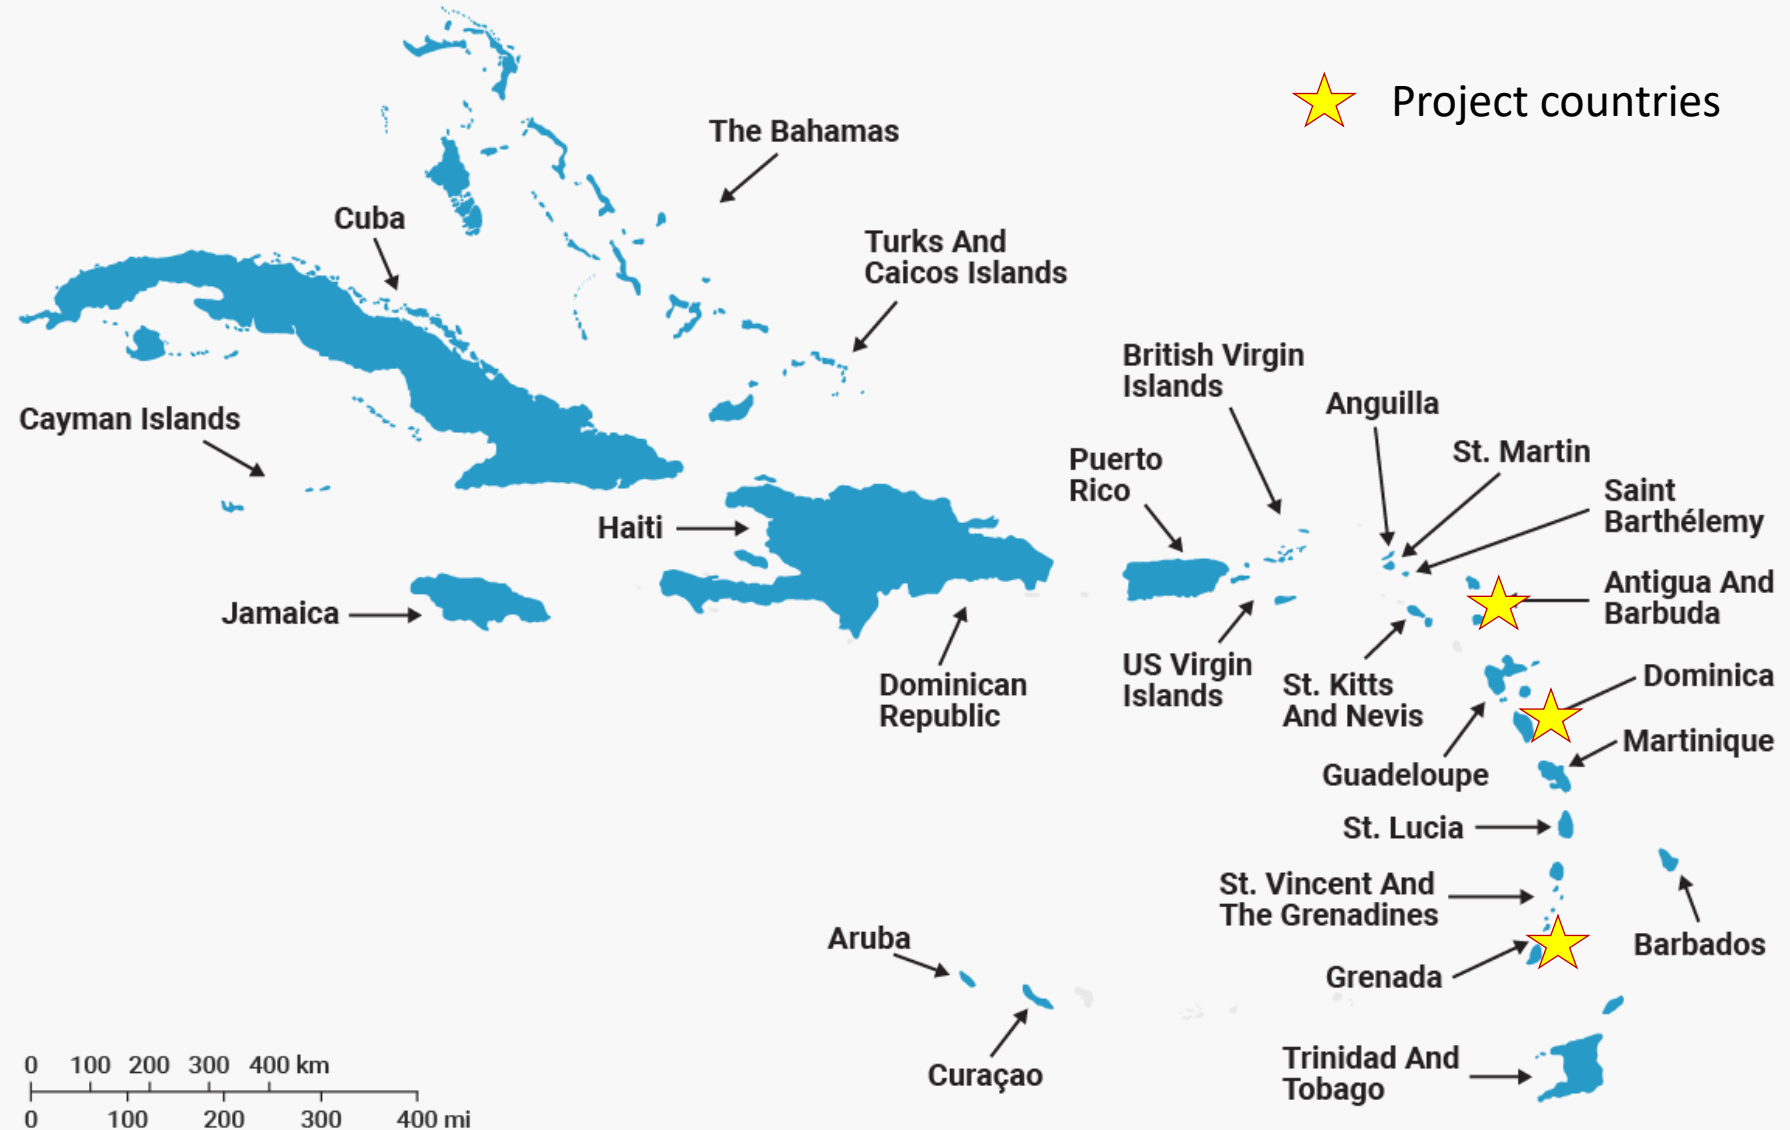 Project countries
The Bahamas
Cuba
Turks And
Caicos Islands
British Virgin
Islands
Anguilla
Cayman Islands
Puerto
Rico
St. Martin
Saint
Barthélemy
Haiti
Jamaica
Antigua And
Barbuda
US Virgin
Islands
St. Kitts
And Nevis
Dominican
Republic
Dominica
Martinique
Guadeloupe
St. Lucia
St. Vincent And
The Grenadines
Aruba
Barbados
Grenada
Curaçao
Trinidad And
Tobago
0 100 200 300 400 km
0 100 200 300 400 mi